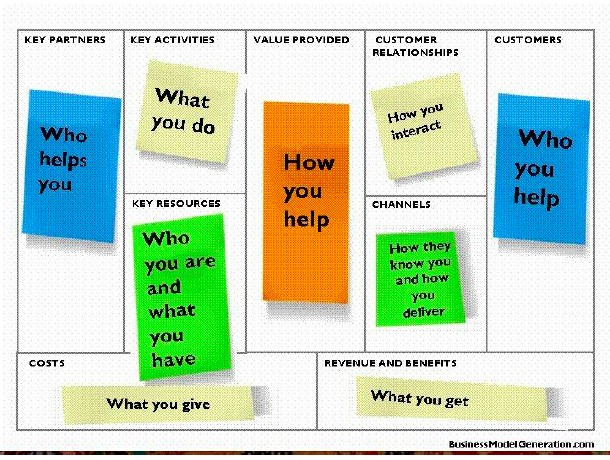 KEY PARTNERS
Who
helps
you
KEY ACTIVITIES
What
you do
KEY RESOURCES
Who
you are
and
what
you
have
VALUE PROVIDED
How
you
help
CUSTOMER
RELATIONSHIPS
How you
interact
CHANNELS
How they
know you
and how
you
deliver
CUSTOMERS
Who
you
help
COSTS
What you give
REVENUE AND BENEFITS
What you get
BusinessModelGeneration.com